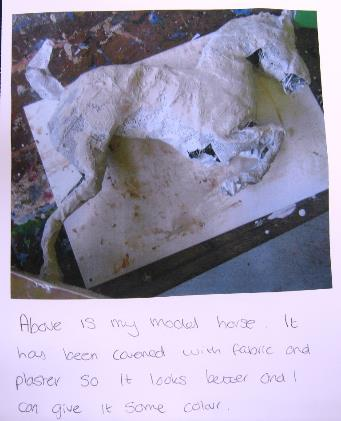 Above is my model horse. It
has been covered with fabric and
plaster so it looks better and I
can give it some colour.